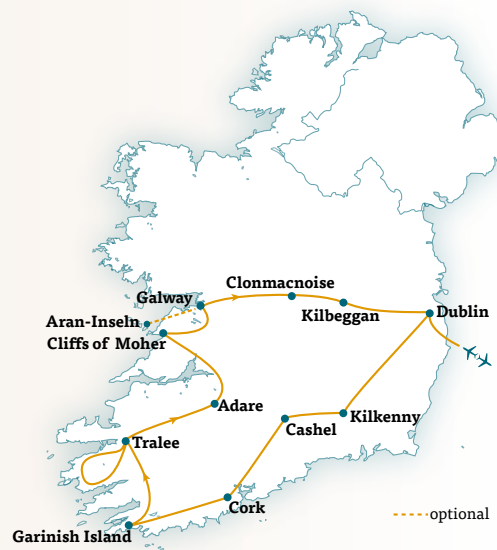 Clonmacnoise
Galway
Kilbeggan
Dublin
Aran-Inseln
Cliffs of Moher
Adare
Kilkenny
Cashel
Tralee
Cork
optional
Garinish Island